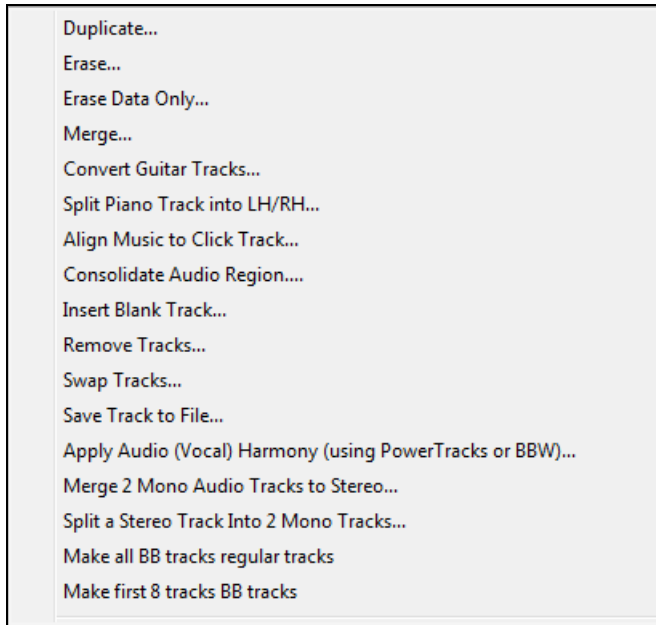 Duplicate...
Erase...
Erase Data Only...
Merge...
Convert Guitar Tracks...
Split Piano Track into LH/RH...
Align Music to Click Track...
Consolidate Audio Region....
Insert Blank Track...
Remove Tracks...
Swap Tracks...
Save Track to File...
Apply Audio (Vocal) Harmony (using PowerTracks or BBW)...
Merge 2 Mono Audio Tracks to Stereo...
Split a Stereo Track Into 2 Mono Tracks...
Make all BB tracks regular tracks
Make first 8 tracks BB tracks